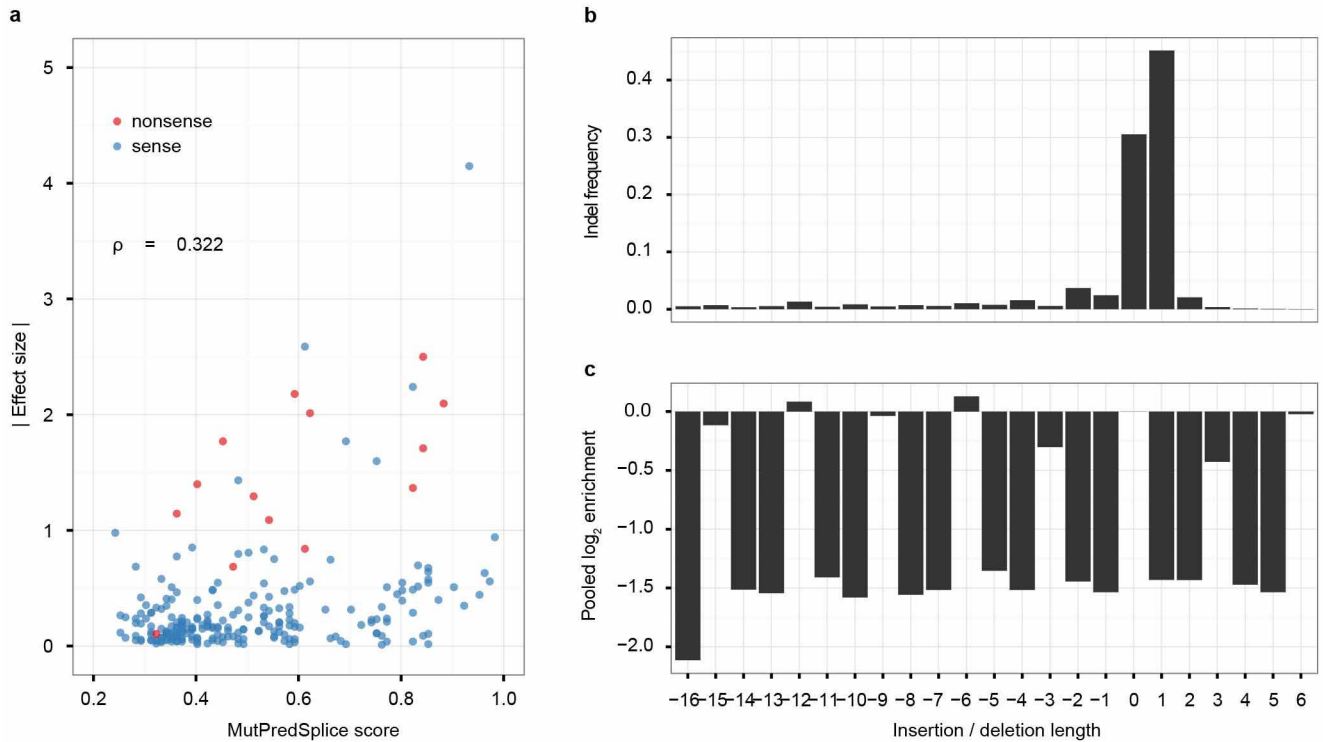 a
5
4
3
2
1
0
| Effect size |
nonsense
sense
ρ = 0.322
0.2 0.4 0.6 0.8 1.0
MutPredSplice score
b
0.4
0.3
0.2
0.1
0.0
Indel frequency
c
0.0
−0.5
−1.0
−1.5
−2.0
Pooled log₂ enrichment
−16 −15 −14 −13 −12 −11 −10 −9 −8 −7 −6 −5 −4 −3 −2 −1 0 1 2 3 4 5 6
Insertion / deletion length